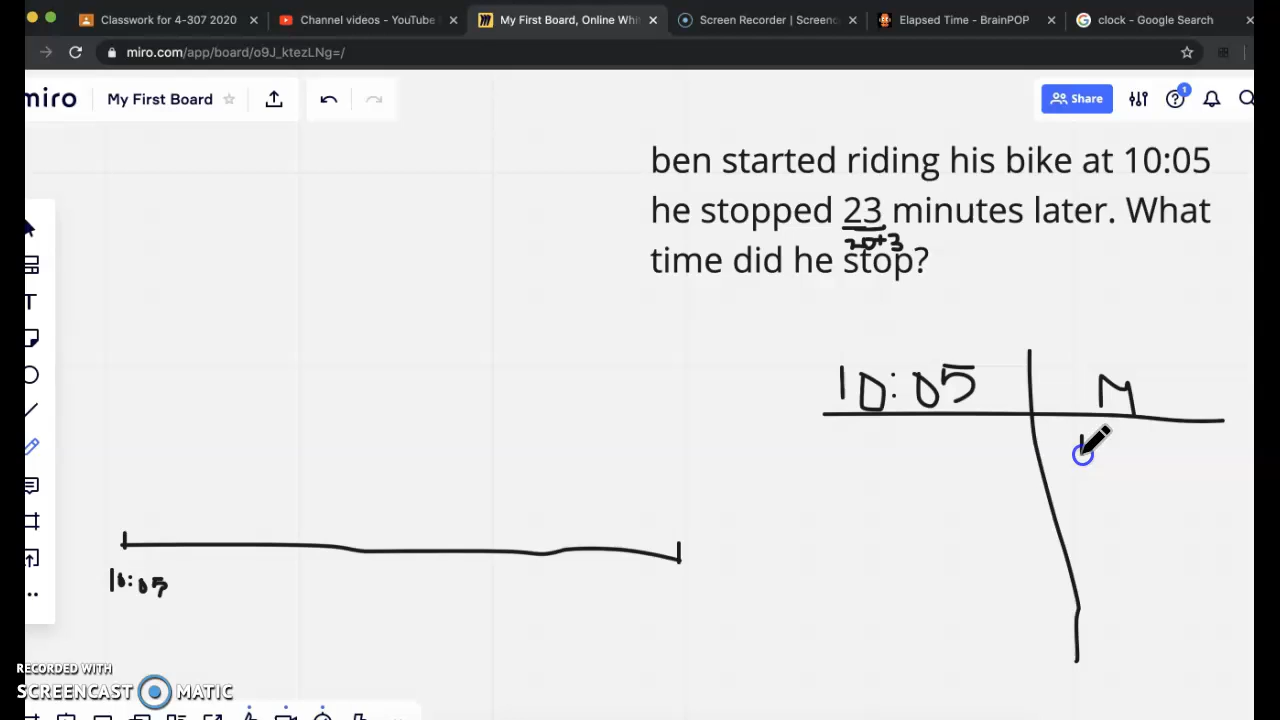 Classwork for 4-307 2020
Channel videos - YouTube
My First Board, Online Whi
Screen Recorder | Screenc
Elapsed Time - BrainPOP
clock - Google Search
miro.com/app/board/o9J_ktezLNg=/
miro
My First Board
Share
1
ben started riding his bike at 10:05
he stopped 23 minutes later. What
20+3
time did he stop?
10:05 M
10:05
RECORDED WITH
SCREENCAST MATIC